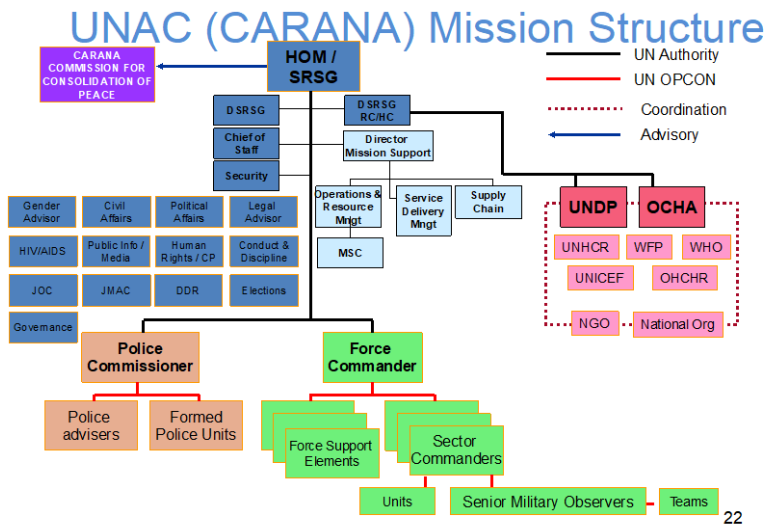 UNAC (CARANA) Mission Structure
CARANA
COMMISSION FOR
CONSOLIDATION OF
PEACE
HOM /
SRSG
UN Authority
UN OPCON
Coordination
Advisory
DSRSG
DSRSG
RC/HC
Chief of
Staff
Director
Mission Support
Security
Operations &
Resource
Mngt
Service
Delivery
Mngt
Supply
Chain
MSC
Gender
Advisor
Civil
Affairs
Political
Affairs
Legal
Advisor
HIV/AIDS
Public Info /
Media
Human
Rights / CP
Conduct &
Discipline
JOC
JMAC
DDR
Elections
Governance
UNDP
OCHA
UNHCR
WFP
WHO
UNICEF
OHCHR
NGO
National Org
Police
Commissioner
Force
Commander
Police
advisers
Formed
Police Units
Force Support
Elements
Sector
Commanders
Units
Senior Military Observers
Teams
22